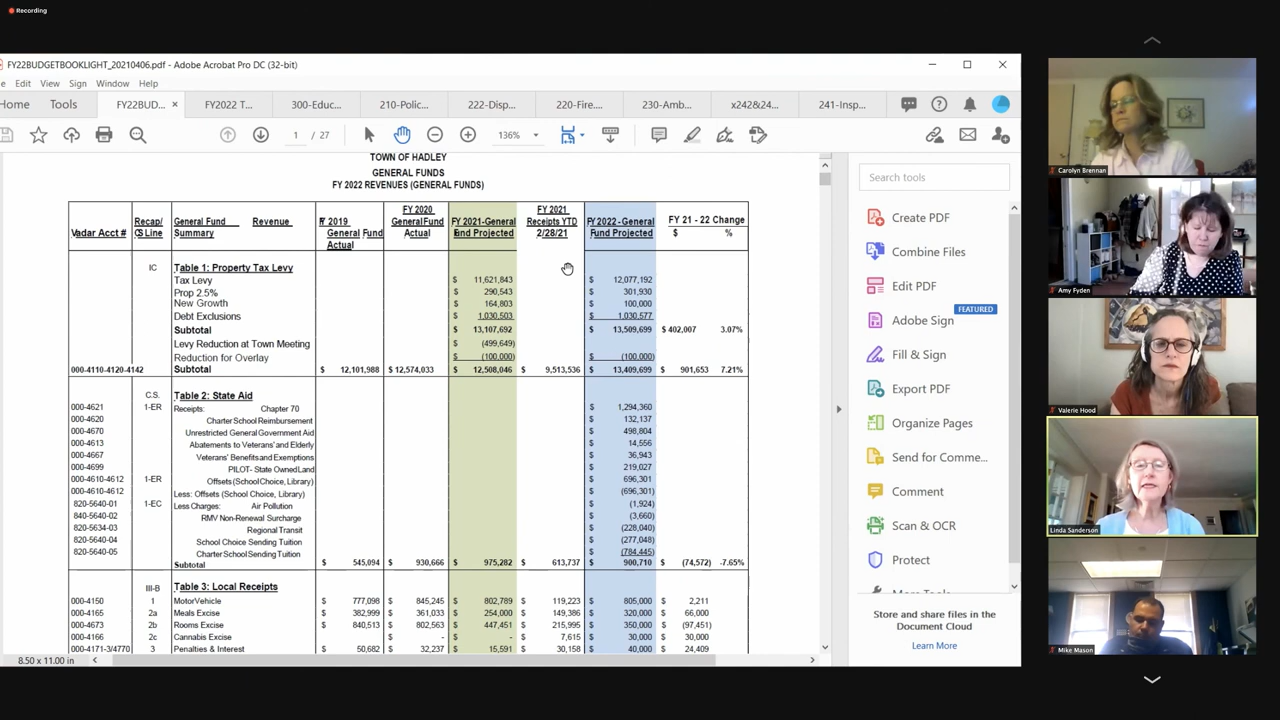 Recording
FY22BUDGETBOOKLIGHT_20210406.pdf - Adobe Acrobat Pro DC (32-bit)
Edit View Sign Window Help
Home Tools FY22BUD... × FY2022 T... 300-Educ... 210-Polic... 222-Disp... 220-Fire.... 230-Amb... x242&24... 241-Insp...
1 / 27 136%
TOWN OF HADLEY
GENERAL FUNDS
FY 2022 REVENUES (GENERAL FUNDS)
Vadar Acct # Recap/ CS Line General Fund Revenue Summary FY 2019 General Fund Actual FY 2020 General Fund Actual FY 2021-General Fund Projected FY 2021 Receipts YTD 2/28/21 FY 2022 - General Fund Projected FY 21 - 22 Change $ %
IC Table 1: Property Tax Levy
Tax Levy $ 11,621,843 $ 12,077,192
Prop 2.5% $ 290,543 $ 301,930
New Growth $ 164,803 $ 100,000
Debt Exclusions $ 1,030,503 $ 1,030,577
Subtotal $ 13,107,692 $ 13,509,699 $ 402,007 3.07%
Levy Reduction at Town Meeting $ (499,649)
Reduction for Overlay $ (100,000) $ (100,000)
000-4110-4120-4142 Subtotal $ 12,101,988 $ 12,574,033 $ 12,508,046 $ 9,513,536 $ 13,409,699 $ 901,653 7.21%
C.S. Table 2: State Aid
000-4621 1-ER Receipts: Chapter 70 $ 1,294,360
000-4620 Charter School Reimbursement $ 132,137
000-4670 Unrestricted General Government Aid $ 498,804
000-4613 Abatements to Veterans' and Elderly $ 14,556
000-4667 Veterans' Benefits and Exemptions $ 36,943
000-4699 PILOT- State Owned Land $ 219,027
000-4610-4612 1-ER Offsets (School Choice, Library) $ 696,301
000-4610-4612 Less: Offsets (School Choice, Library) $ (696,301)
820-5640-01 1-EC Less Charges: Air Pollution $ (1,924)
840-5640-02 RMV Non-Renewal Surcharge $ (3,660)
820-5634-03 Regional Transit $ (228,040)
820-5640-04 School Choice Sending Tuition $ (277,048)
820-5640-05 Charter School Sending Tuition $ (784,445)
Subtotal $ 545,094 $ 930,666 $ 975,282 $ 613,737 $ 900,710 $ (74,572) -7.65%
III-B Table 3: Local Receipts
000-4150 1 Motor Vehicle $ 777,098 $ 845,245 $ 802,789 $ 119,223 $ 805,000 $ 2,211
000-4165 2a Meals Excise $ 382,999 $ 361,033 $ 254,000 $ 149,386 $ 320,000 $ 66,000
000-4673 2b Rooms Excise $ 840,513 $ 802,563 $ 447,451 $ 215,995 $ 350,000 $ (97,451)
000-4166 2c Cannabis Excise $ - $ - $ 7,615 $ 30,000 $ 30,000
000-4171-3/4770 3 Penalties & Interest $ 50,682 $ 32,237 $ 15,591 $ 30,158 $ 40,000 $ 24,409
8.50 x 11.00 in
Search tools
Create PDF
Combine Files
Edit PDF
FEATURED
Adobe Sign
Fill & Sign
Export PDF
Organize Pages
Send for Comme...
Comment
Scan & OCR
Protect
Store and share files in the
Document Cloud
Learn More
Carolyn Brennan
Amy Fyden
Valerie Hood
Linda Sanderson
Mike Mason